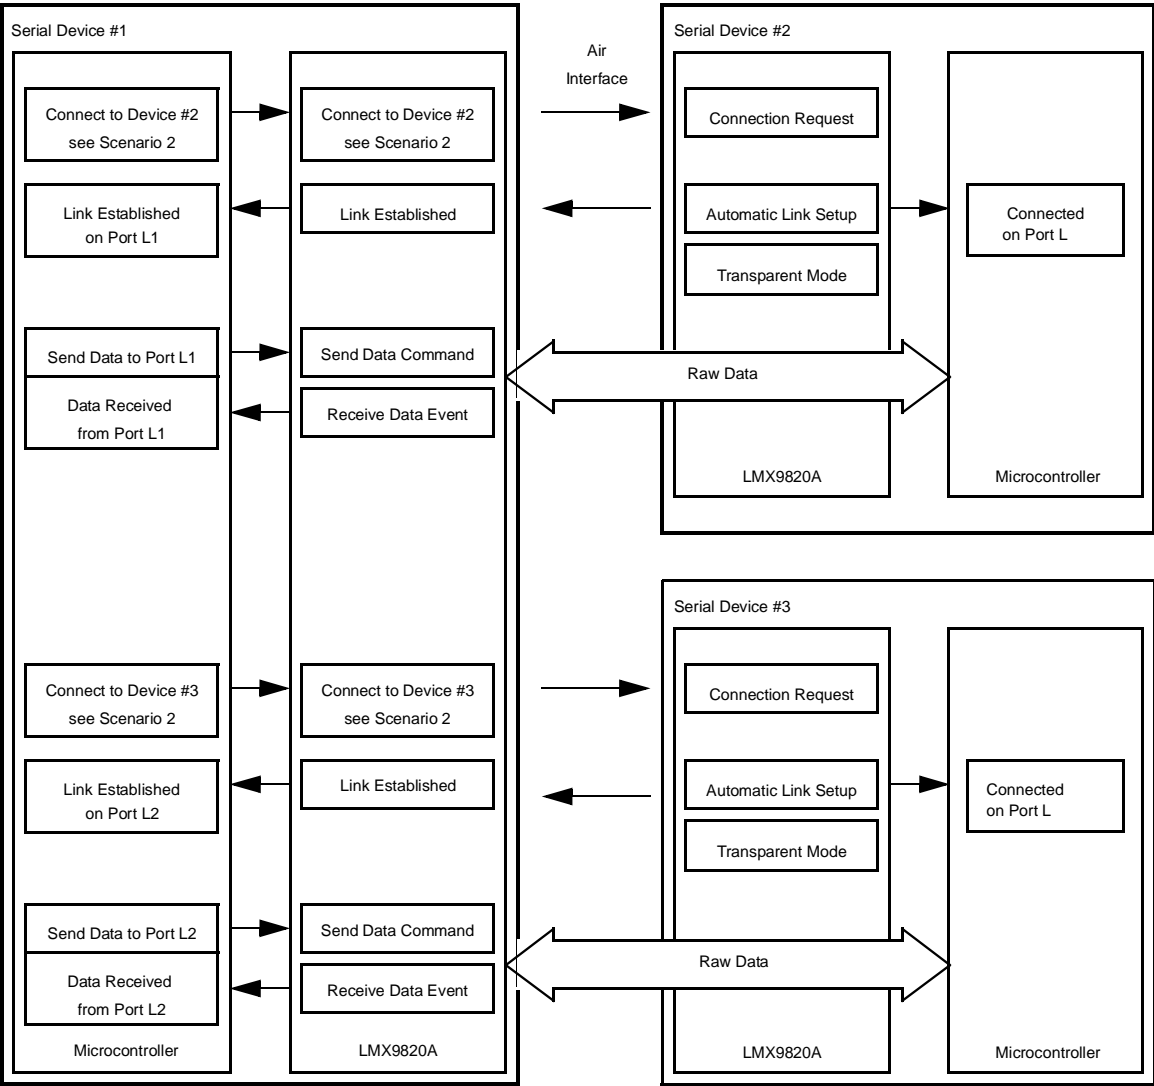 Serial Device #1
Connect to Device #2
see Scenario 2
Connect to Device #2
see Scenario 2
Link Established
on Port L1
Link Established
Send Data to Port L1
Send Data Command
Data Received
from Port L1
Receive Data Event
Connect to Device #3
see Scenario 2
Connect to Device #3
see Scenario 2
Link Established
on Port L2
Link Established
Send Data to Port L2
Send Data Command
Data Received
from Port L2
Receive Data Event
Microcontroller
LMX9820A
Air
Interface
Serial Device #2
Connection Request
Automatic Link Setup
Connected
on Port L
Transparent Mode
Raw Data
LMX9820A
Microcontroller
Serial Device #3
Connection Request
Automatic Link Setup
Connected
on Port L
Transparent Mode
Raw Data
LMX9820A
Microcontroller